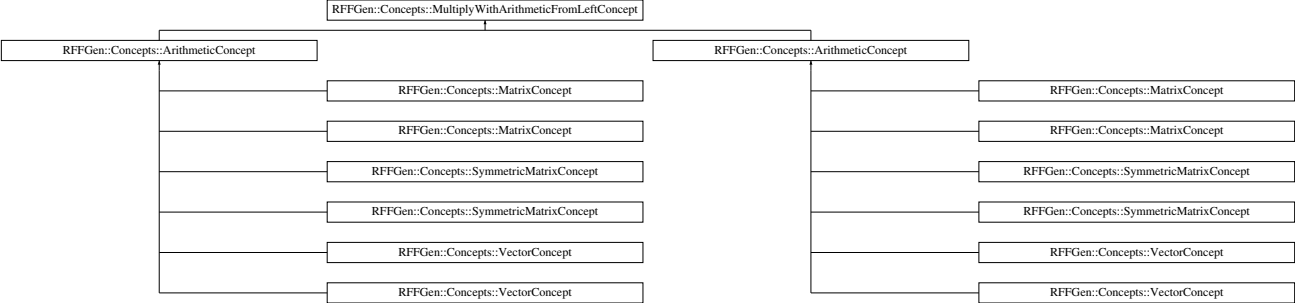 RFFGen::Concepts::MultiplyWithArithmeticFromLeftConcept
RFFGen::Concepts::ArithmeticConcept
RFFGen::Concepts::ArithmeticConcept
RFFGen::Concepts::MatrixConcept
RFFGen::Concepts::MatrixConcept
RFFGen::Concepts::MatrixConcept
RFFGen::Concepts::MatrixConcept
RFFGen::Concepts::SymmetricMatrixConcept
RFFGen::Concepts::SymmetricMatrixConcept
RFFGen::Concepts::SymmetricMatrixConcept
RFFGen::Concepts::SymmetricMatrixConcept
RFFGen::Concepts::VectorConcept
RFFGen::Concepts::VectorConcept
RFFGen::Concepts::VectorConcept
RFFGen::Concepts::VectorConcept